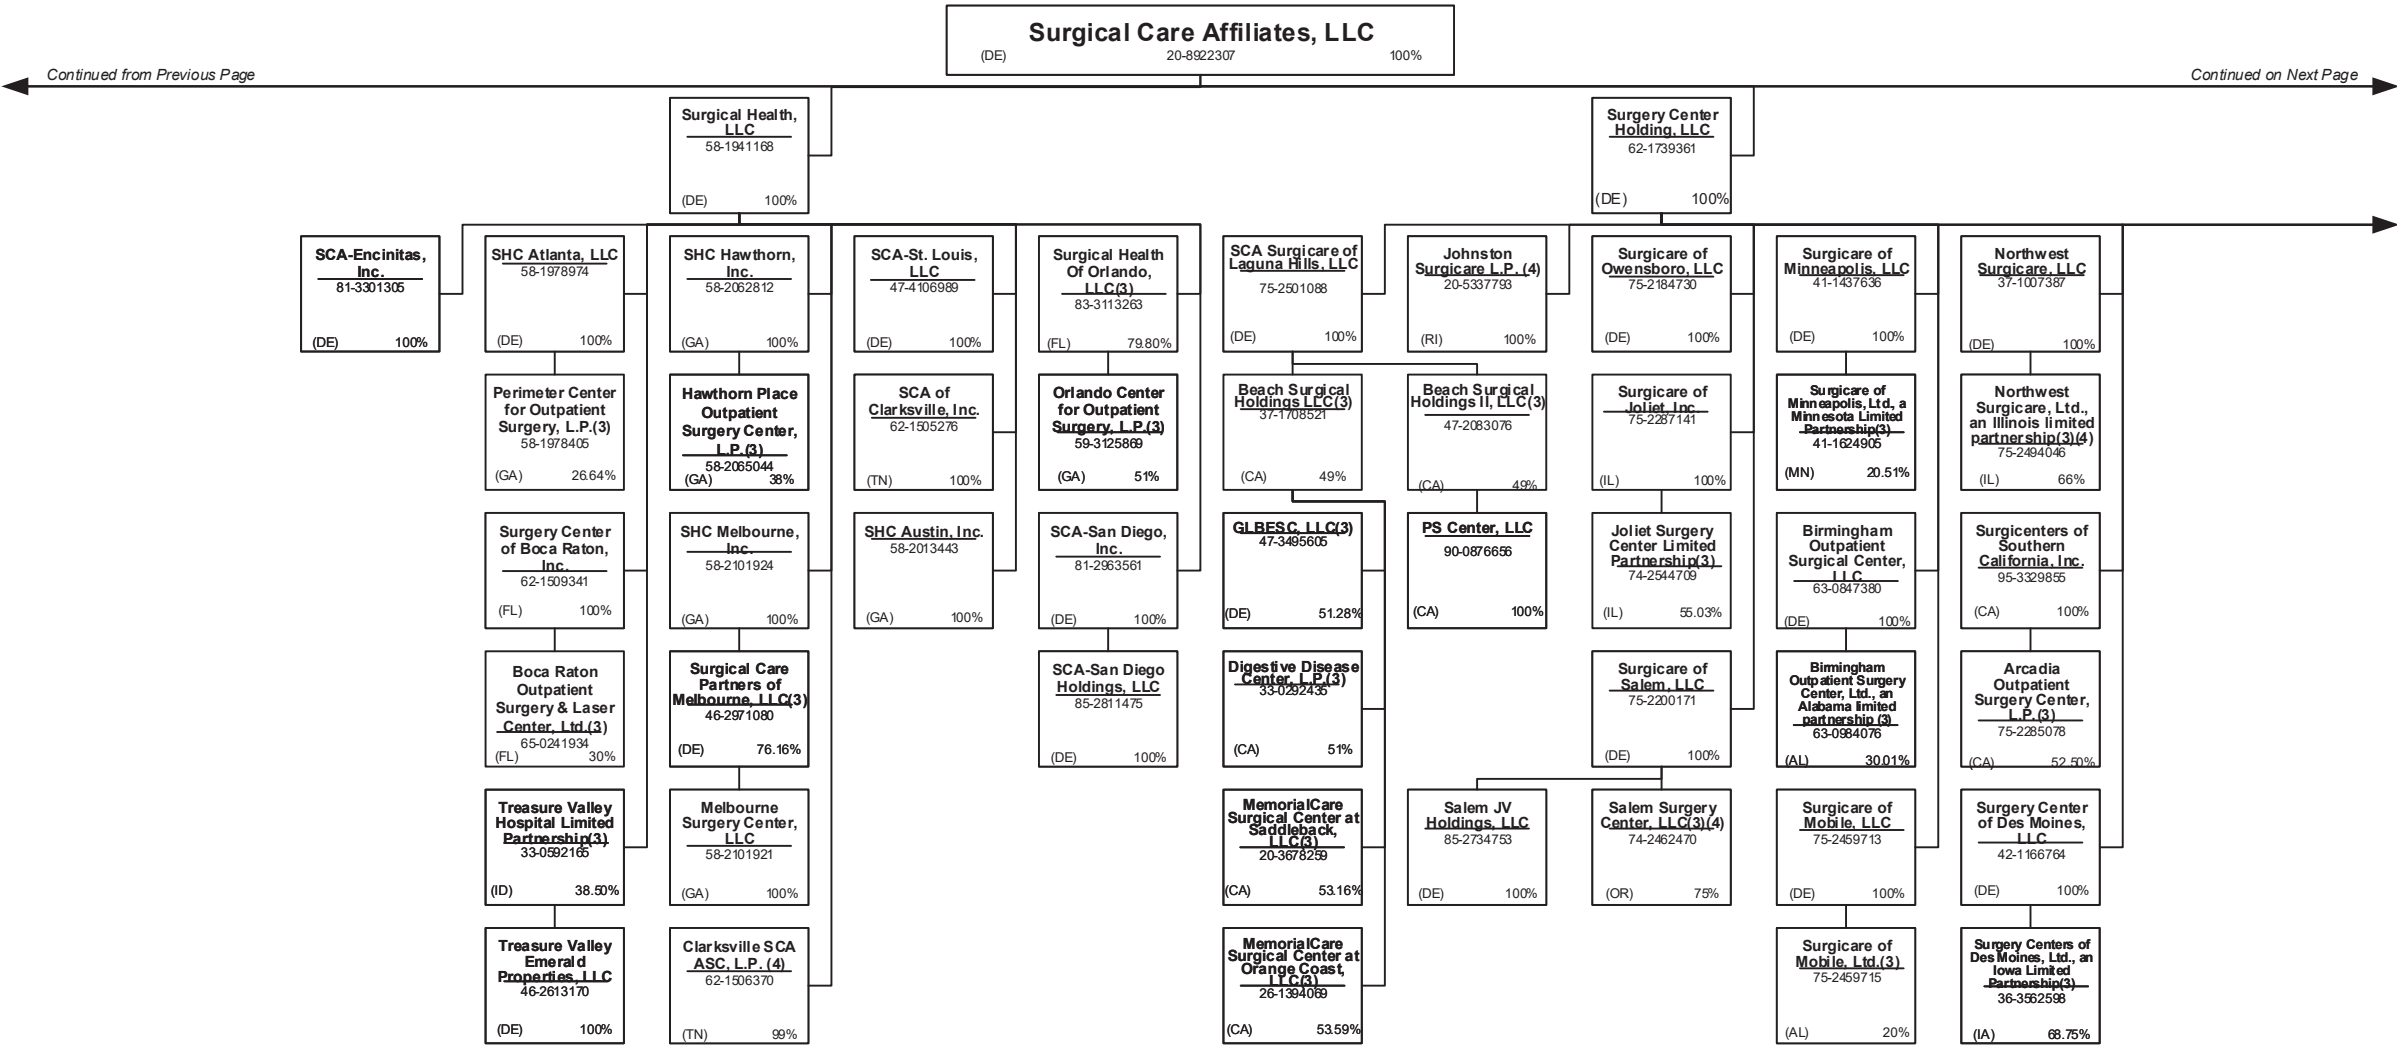 Surgical Care Affiliates, LLC
(DE) 20-8922307 100%
Continued from Previous Page
Continued on Next Page
Surgical Health,
LLC
58-1941168
(DE) 100%
Surgery Center
Holding, LLC
62-1739361
(DE) 100%
SCA-Encinitas,
Inc.
81-3301305
(DE) 100%
SHC Atlanta, LLC
58-1978974
(DE) 100%
SHC Hawthorn,
Inc.
58-2062812
(GA) 100%
SCA-St. Louis,
LLC
47-4106989
(DE) 100%
Surgical Health
Of Orlando,
LLC(3)
83-3113263
(FL) 79.80%
SCA Surgicare of
Laguna Hills, LLC
75-2501088
(DE) 100%
Johnston
Surgicare L.P. (4)
20-5337793
(RI) 100%
Surgicare of
Owensboro, LLC
75-2184730
(DE) 100%
Surgicare of
Minneapolis, LLC
41-1437636
(DE) 100%
Northwest
Surgicare, LLC
37-1007387
(DE) 100%
Perimeter Center
for Outpatient
Surgery, L.P.(3)
58-1978405
(GA) 26.64%
Hawthorn Place
Outpatient
Surgery Center,
L.P.(3)
58-2065044
(GA) 38%
SCA of
Clarksville, Inc.
62-1505276
(TN) 100%
Orlando Center
for Outpatient
Surgery, L.P.(3)
59-3125869
(GA) 51%
Beach Surgical
Holdings LLC(3)
37-1708521
(CA) 49%
Beach Surgical
Holdings II, LLC(3)
47-2083076
(CA) 49%
Surgicare of
Joliet, Inc.
75-2287141
(IL) 100%
Surgicare of
Minneapolis, Ltd., a
Minnesota Limited
Partnership(3)
41-1624905
(MN) 20.51%
Northwest
Surgicare, Ltd.,
an Illinois limited
partnership(3)(4)
75-2494046
(IL) 66%
Surgery Center
of Boca Raton,
Inc.
62-1509341
(FL) 100%
SHC Melbourne,
Inc.
58-2101924
(GA) 100%
SHC Austin, Inc.
58-2013443
(GA) 100%
SCA-San Diego,
Inc.
81-2963561
(DE) 100%
GLBESC, LLC(3)
47-3495605
(DE) 51.28%
PS Center, LLC
90-0876656
(CA) 100%
Joliet Surgery
Center Limited
Partnership(3)
74-2544709
(IL) 55.03%
Birmingham
Outpatient
Surgical Center,
LLC
63-0847380
(DE) 100%
Surgicenters of
Southern
California, Inc.
95-3329855
(CA) 100%
Boca Raton
Outpatient
Surgery & Laser
Center, Ltd.(3)
65-0241934
(FL) 30%
Surgical Care
Partners of
Melbourne, LLC(3)
46-2971080
(DE) 76.16%
SCA-San Diego
Holdings, LLC
85-2811475
(DE) 100%
Digestive Disease
Center, L.P.(3)
33-0292435
(CA) 51%
Surgicare of
Salem, LLC
75-2200171
(DE) 100%
Birmingham
Outpatient Surgery
Center, Ltd., an
Alabama limited
partnership (3)
63-0984076
(AL) 30.01%
Arcadia
Outpatient
Surgery Center,
L.P.(3)
75-2285078
(CA) 52.50%
Treasure Valley
Hospital Limited
Partnership(3)
33-0592165
(ID) 38.50%
Melbourne
Surgery Center,
LLC
58-2101921
(GA) 100%
MemorialCare
Surgical Center at
Saddleback,
LLC(3)
20-3678259
(CA) 53.16%
Salem JV
Holdings, LLC
85-2734753
(DE) 100%
Salem Surgery
Center, LLC(3)(4)
74-2462470
(OR) 75%
Surgicare of
Mobile, LLC
75-2459713
(DE) 100%
Surgery Center
of Des Moines,
LLC
42-1166764
(DE) 100%
Treasure Valley
Emerald
Properties, LLC
46-2613170
(DE) 100%
Clarksville SCA
ASC, L.P. (4)
62-1506370
(TN) 99%
MemorialCare
Surgical Center at
Orange Coast,
LLC(3)
26-1394069
(CA) 53.59%
Surgicare of
Mobile, Ltd.(3)
75-2459715
(AL) 20%
Surgery Centers of
Des Moines, Ltd., an
Iowa Limited
Partnership(3)
36-3562598
(IA) 68.75%